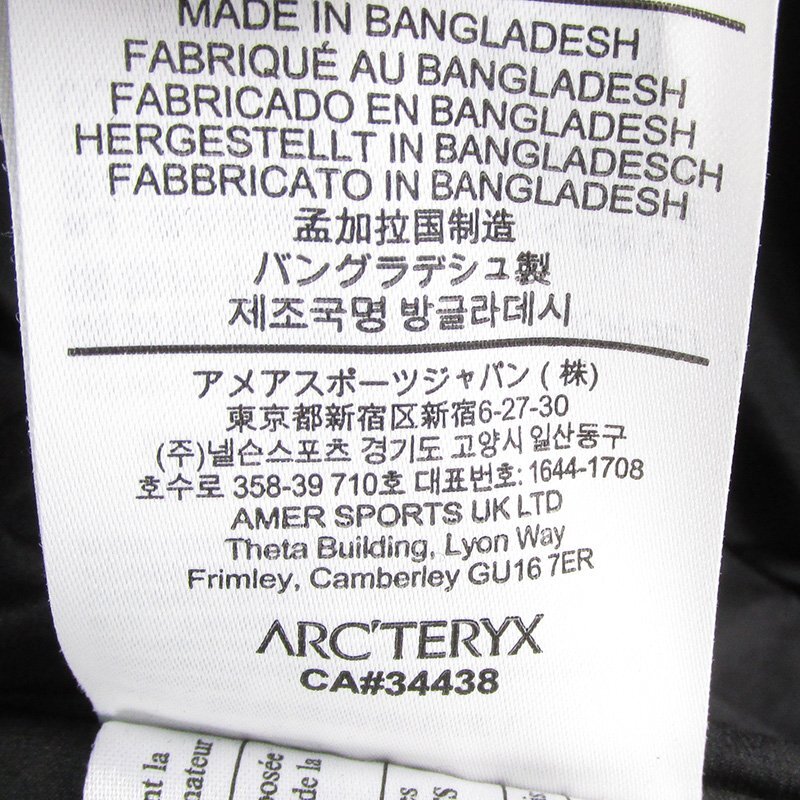 MADE IN BANGLADESH
FABRIQUÉ AU BANGLADESH
FABRICADO EN BANGLADESH
HERGESTELLT IN BANGLADESCH
FABBRICATO IN BANGLADESH
孟加拉国制造
バングラデシュ製
제조국명 방글라데시
アメアスポーツジャパン(株)
東京都新宿区新宿6-27-30
(주)넬슨스포츠 경기도 고양시 일산동구
호수로 358-39 710호 대표번호: 1644-1708
AMER SPORTS UK LTD
Theta Building, Lyon Way
Frimley, Camberley GU16 7ER
ARC'TERYX
CA#34438
de la